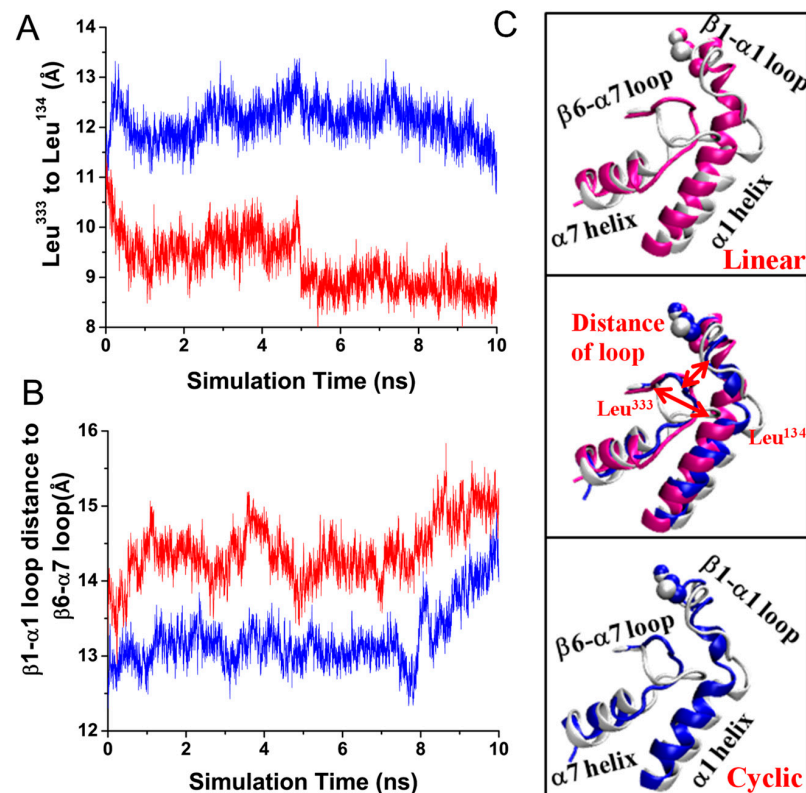 A
Leu³³³ to Leu¹³⁴ (Å)
14
13
12
11
10
9
8
0 2 4 6 8 10
Simulation Time (ns)
B
β1-α1 loop distance to
β6-α7 loop(Å)
16
15
14
13
12
0 2 4 6 8 10
Simulation Time (ns)
C
β1-α1 loop
β6-α7 loop
α7 helix
α1 helix
Linear
Distance
of loop
Leu³³³
Leu¹³⁴
β1-α1 loop
β6-α7 loop
α7 helix
α1 helix
Cyclic